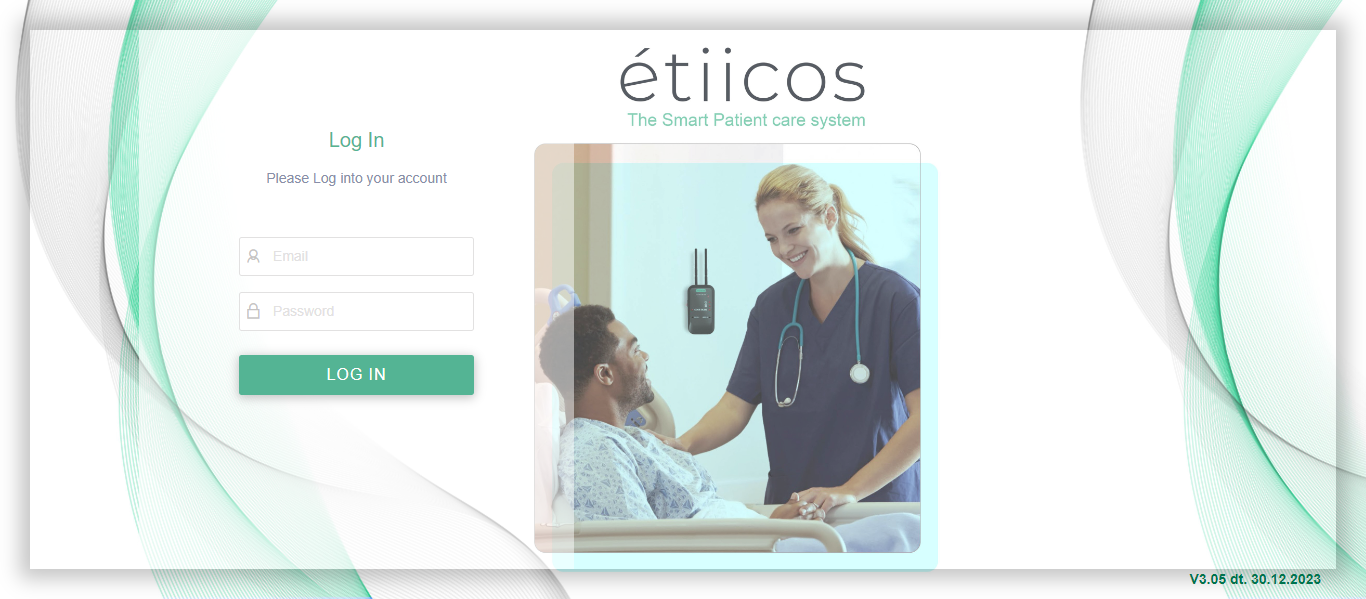 étiicos
The Smart Patient care system
Log In
Please Log into your account
Email
Password
LOG IN
V3.05 dt. 30.12.2023